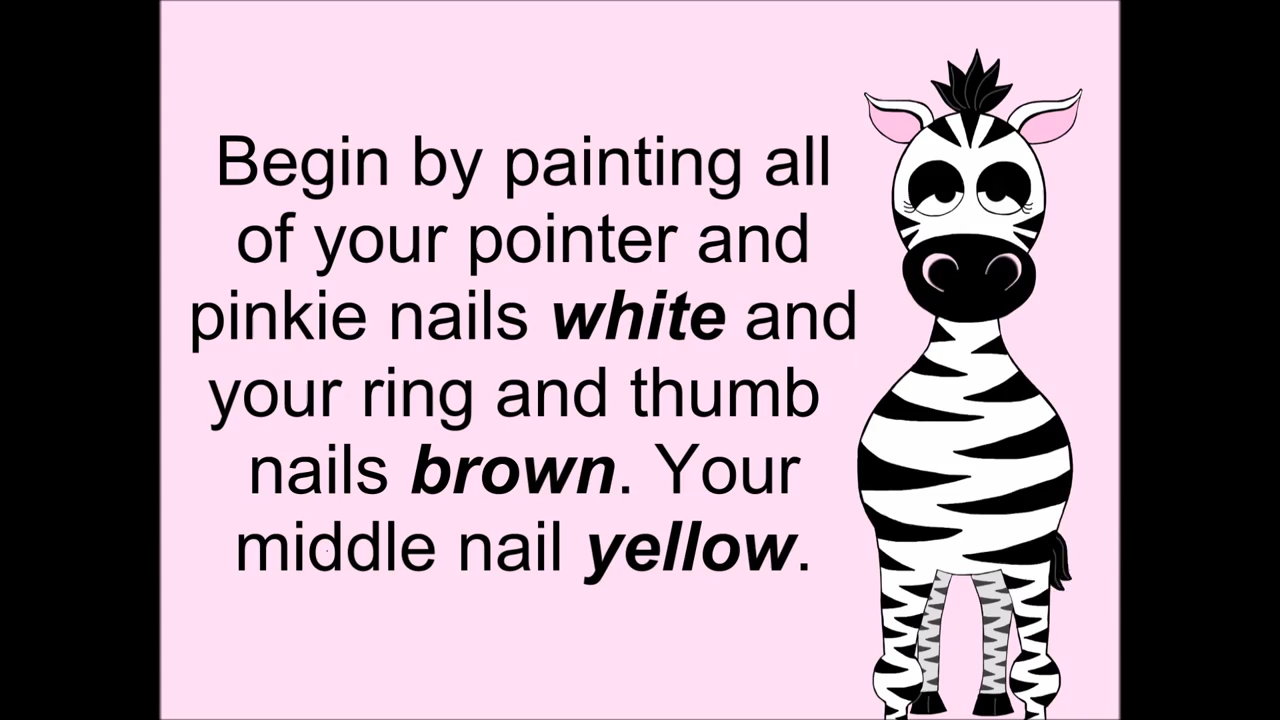 Begin by painting all
of your pointer and
pinkie nails white and
your ring and thumb
nails brown. Your
middle nail yellow.